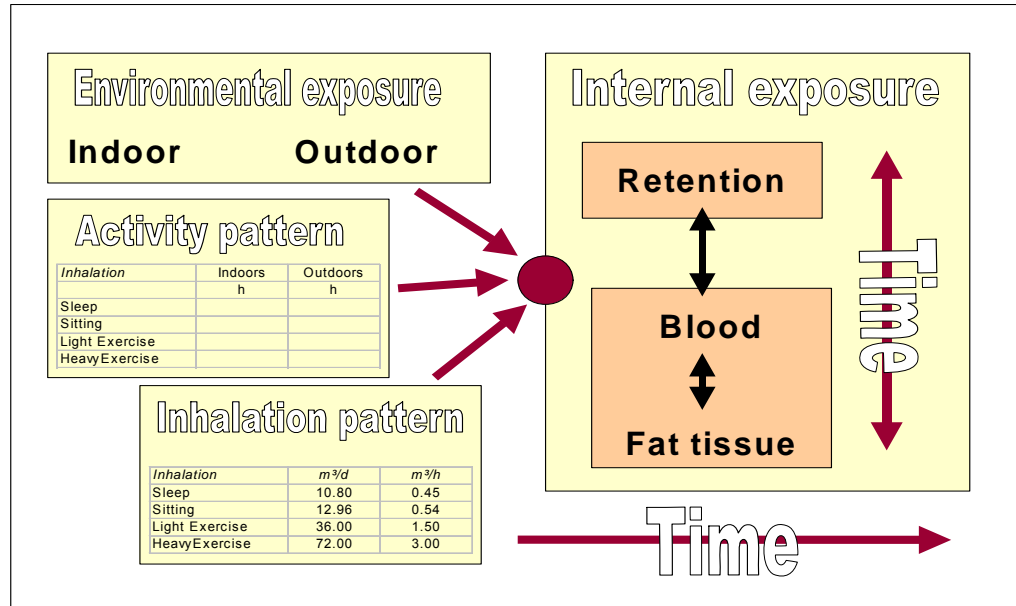 Environmental exposure
Indoor Outdoor
Activity pattern
Inhalation Indoors Outdoors
h h
Sleep
Sitting
Light Exercise
HeavyExercise
Inhalation pattern
Inhalation m³/d m³/h
Sleep 10.80 0.45
Sitting 12.96 0.54
Light Exercise 36.00 1.50
HeavyExercise 72.00 3.00
Internal exposure
Retention
Blood
Fat tissue
Time
Time